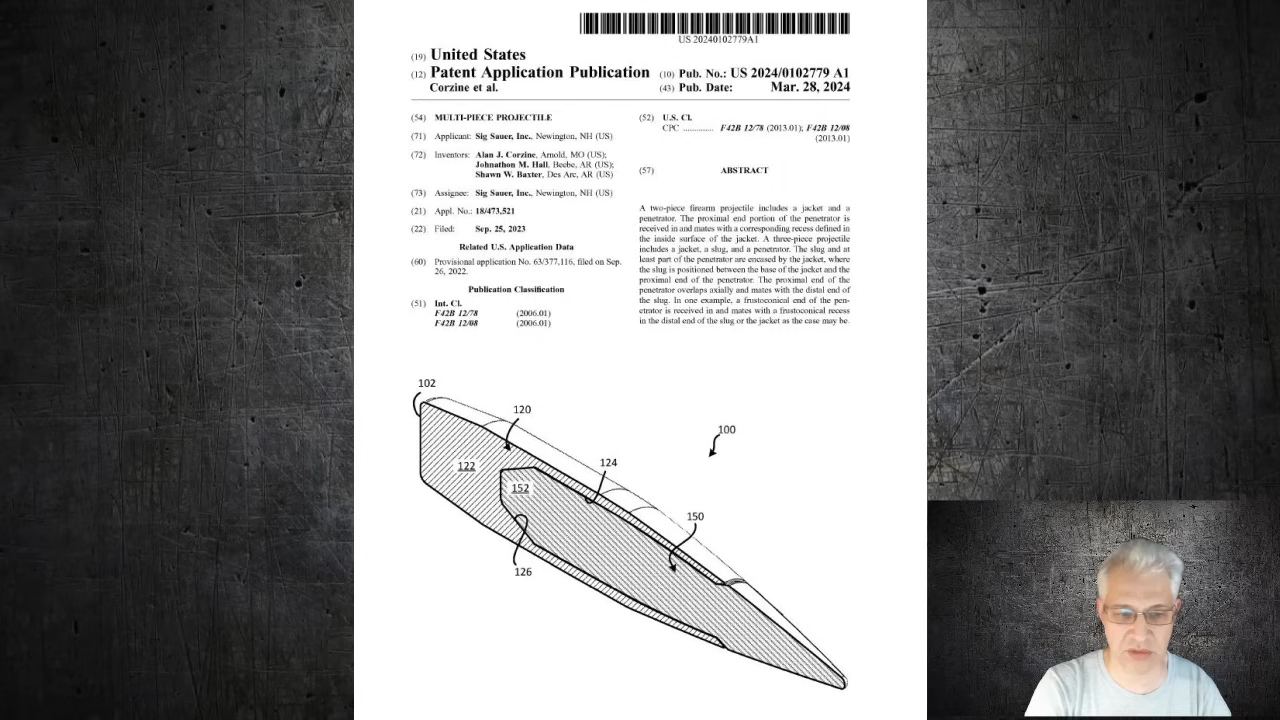 US 20240102779A1
(19) United States
(12) Patent Application Publication
Corzine et al.
(10) Pub. No.: US 2024/0102779 A1
(43) Pub. Date: Mar. 28, 2024
(54) MULTI-PIECE PROJECTILE
(71) Applicant: Sig Sauer, Inc., Newington, NH (US)
(72) Inventors: Alan J. Corzine, Arnold, MO (US);
Johnathon M. Hall, Beebe, AR (US);
Shawn W. Baxter, Des Arc, AR (US)
(73) Assignee: Sig Sauer, Inc., Newington, NH (US)
(21) Appl. No.: 18/473,521
(22) Filed: Sep. 25, 2023
Related U.S. Application Data
(60) Provisional application No. 63/377,116, filed on Sep.
26, 2022.
Publication Classification
(51) Int. Cl.
F42B 12/78 (2006.01)
F42B 12/08 (2006.01)
(52) U.S. Cl.
CPC .............. F42B 12/78 (2013.01); F42B 12/08
(2013.01)
(57) ABSTRACT
A two-piece firearm projectile includes a jacket and a
penetrator. The proximal end portion of the penetrator is
received in and mates with a corresponding recess defined in
the inside surface of the jacket. A three-piece projectile
includes a jacket, a slug, and a penetrator. The slug and at
least part of the penetrator are encased by the jacket, where
the slug is positioned between the base of the jacket and the
proximal end of the penetrator. The proximal end of the
penetrator overlaps axially and mates with the distal end of
the slug. In one example, a frustoconical end of the pen-
etrator is received in and mates with a frustoconical recess
in the distal end of the slug or the jacket as the case may be.
102
120
100
122
124
152
150
126